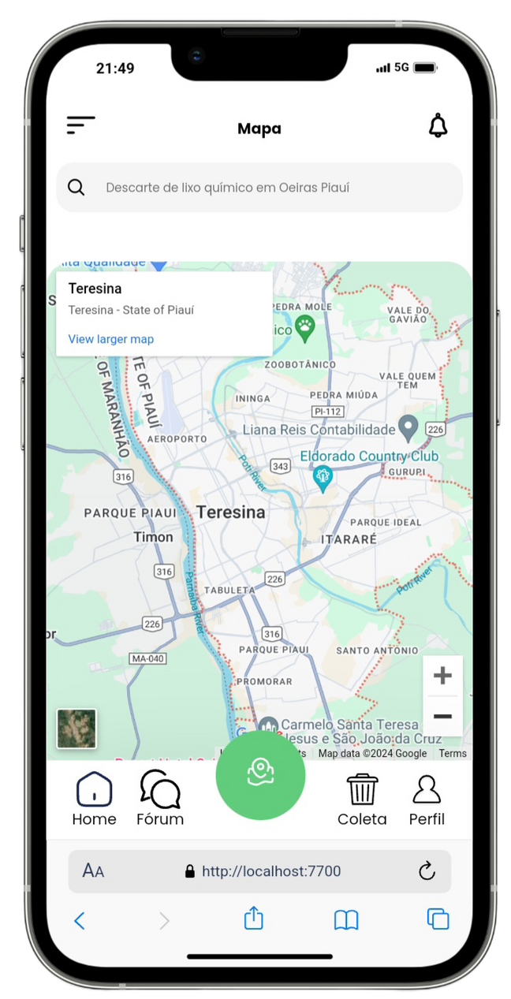 21:49
5G
Mapa
Descarte de lixo químico em Oeiras Piauí
lta Qualidade
Teresina
Teresina - State of Piauí
View larger map
S
PEDRA MOLE
VALE DO
GAVIÃO
ico
ZOOBOTÂNICO
VALE QUEM
TEM
E OF MARANHÃO
TE OF PIAUÍ
ININGA
PEDRA MIÚDA
PI-112
Liana Reis Contabilidade
226
AEROPORTO
Eldorado Country Club
Poti River
343
316
GURUPI
PARQUE PIAUI
Teresina
PARQUE IDEAL
Timon
ITARARÉ
316
226
Poti River
TABULETA
Parnaíba River
226
316
or
MA-040
PARQUE PIAUI
SANTO ANTÔNIO
PROMORAR
+
−
G
Carmelo Santa Teresa
Jesus e São João da Cruz
ts
Map data ©2024 Google
Terms
Home
Fórum
Coleta
Perfil
AA
http://localhost:7700